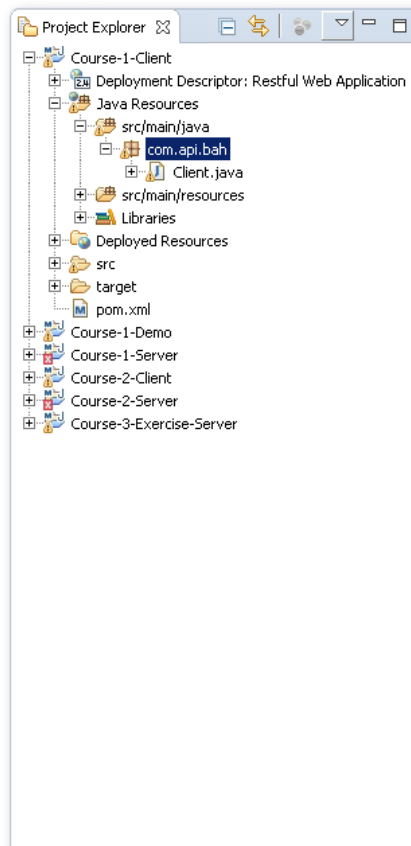 Project Explorer
Course-1-Client
Deployment Descriptor: Restful Web Application
Java Resources
src/main/java
com.api.bah
Client.java
src/main/resources
Libraries
Deployed Resources
src
target
pom.xml
Course-1-Demo
Course-1-Server
Course-2-Client
Course-2-Server
Course-3-Exercise-Server